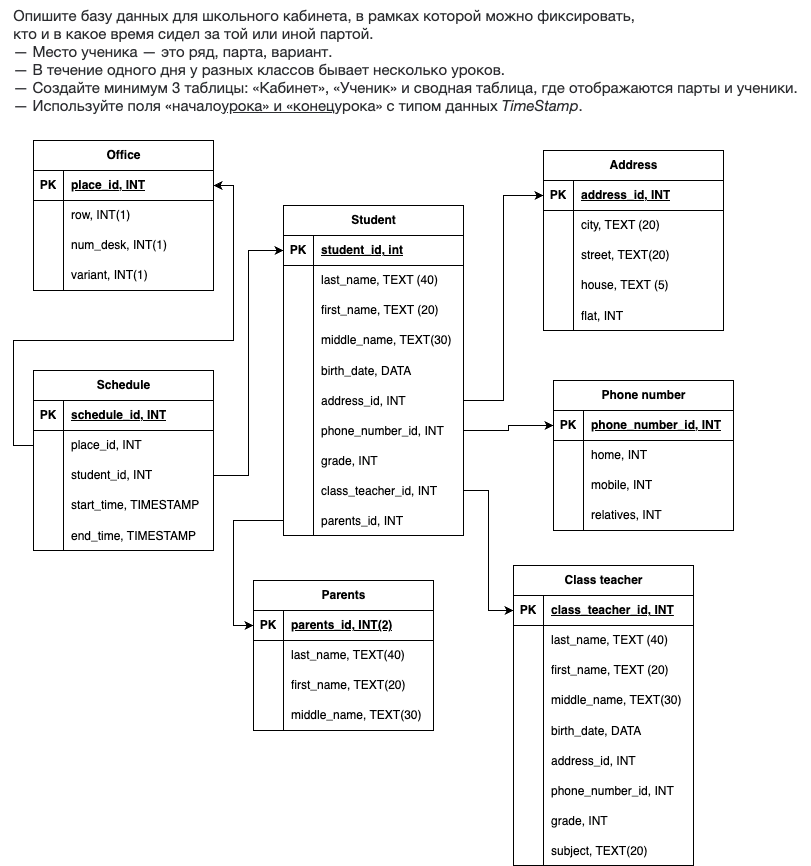 Опишите базу данных для школьного кабинета, в рамках которой можно фиксировать,
кто и в какое время сидел за той или иной партой.
— Место ученика — это ряд, парта, вариант.
— В течение одного дня у разных классов бывает несколько уроков.
— Создайте минимум 3 таблицы: «Кабинет», «Ученик» и сводная таблица, где отображаются парты и ученики.
— Используйте поля «началоурока» и «конецурока» с типом данных TimeStamp.
Office
PK place_id, INT
row, INT(1)
num_desk, INT(1)
variant, INT(1)
Student
PK student_id, int
last_name, TEXT (40)
first_name, TEXT (20)
middle_name, TEXT(30)
birth_date, DATA
address_id, INT
phone_number_id, INT
grade, INT
class_teacher_id, INT
parents_id, INT
Address
PK address_id, INT
city, TEXT (20)
street, TEXT(20)
house, TEXT (5)
flat, INT
Schedule
PK schedule_id, INT
place_id, INT
student_id, INT
start_time, TIMESTAMP
end_time, TIMESTAMP
Phone number
PK phone_number_id, INT
home, INT
mobile, INT
relatives, INT
Parents
PK parents_id, INT(2)
last_name, TEXT(40)
first_name, TEXT(20)
middle_name, TEXT(30)
Class teacher
PK class_teacher_id, INT
last_name, TEXT (40)
first_name, TEXT (20)
middle_name, TEXT(30)
birth_date, DATA
address_id, INT
phone_number_id, INT
grade, INT
subject, TEXT(20)